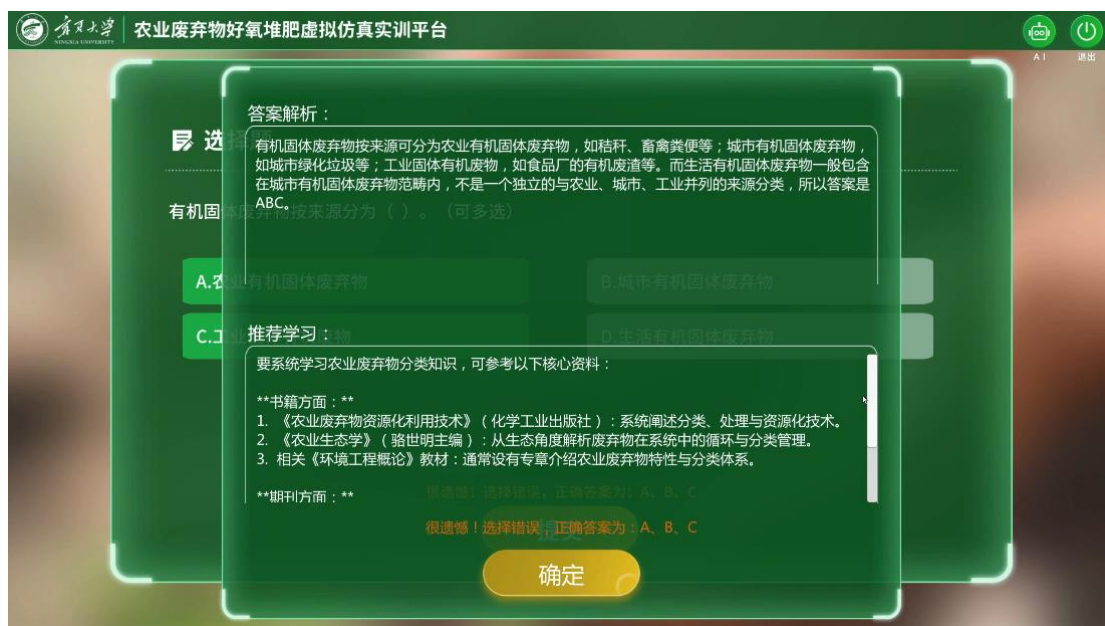 宁夏大学
NINGXIA UNIVERSITY
农业废弃物好氧堆肥虚拟仿真实训平台
AI
退出
选择题
有机固体废弃物按来源分为（ ）。（可多选）
A.农业有机固体废弃物
B.城市有机固体废弃物
D.生活有机固体废弃物
答案解析：
有机固体废弃物按来源可分为农业有机固体废弃物，如秸秆、畜禽粪便等；城市有机固体废弃物，
如城市绿化垃圾等；工业固体有机废物，如食品厂的有机废渣等。而生活有机固体废弃物一般包含
在城市有机固体废弃物范畴内，不是一个独立的与农业、城市、工业并列的来源分类，所以答案是
ABC。
推荐学习：
要系统学习农业废弃物分类知识，可参考以下核心资料：
**书籍方面：**
1. 《农业废弃物资源化利用技术》（化学工业出版社）：系统阐述分类、处理与资源化技术。
2. 《农业生态学》（骆世明主编）：从生态角度解析废弃物在系统中的循环与分类管理。
3. 相关《环境工程概论》教材：通常设有专章介绍农业废弃物特性与分类体系。
**期刊方面：**
很遗憾！选择错误，正确答案为：A、B、C
很遗憾！选择错误，正确答案为：A、B、C
确定